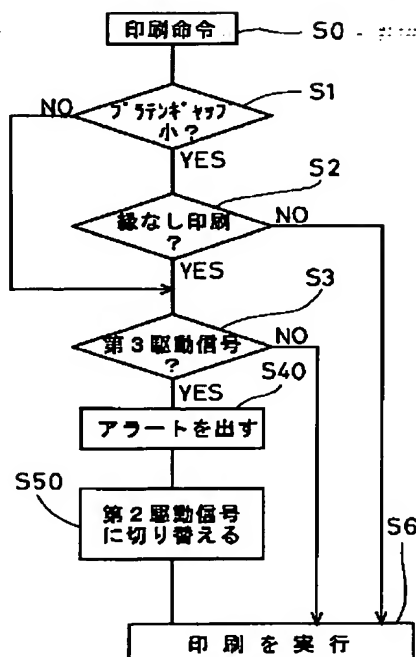 印刷命令
S0
S1
NO
プラテンギャップ
小?
YES
S2
縁なし印刷
?
NO
YES
S3
第3駆動信号
?
NO
YES
S40
アラートを出す
S50
第2駆動信号
に切り替える
S6
印刷を実行